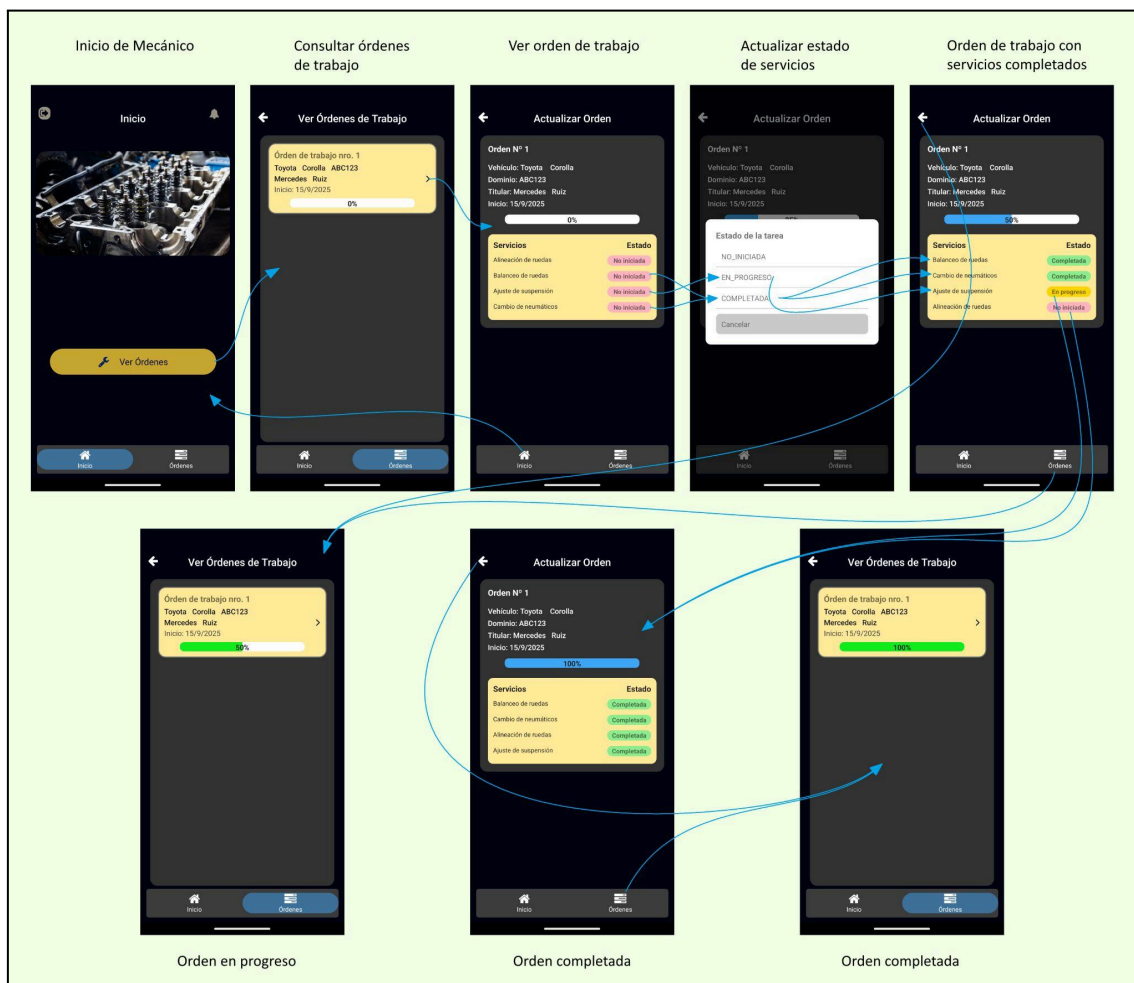 Inicio de Mecánico
Consultar órdenes
de trabajo
Ver orden de trabajo
Actualizar estado
de servicios
Orden de trabajo con
servicios completados
Inicio
Ver Órdenes
Inicio
Órdenes
Ver Órdenes de Trabajo
Órden de trabajo nro. 1
Toyota Corolla ABC123
Mercedes Ruiz
Inicio: 15/9/2025
0%
Inicio
Órdenes
Actualizar Orden
Orden Nº 1
Vehículo: Toyota Corolla
Dominio: ABC123
Titular: Mercedes Ruiz
Inicio: 15/9/2025
0%
Servicios Estado
Alineación de ruedas No iniciada
Balanceo de ruedas No iniciada
Ajuste de suspensión No iniciada
Cambio de neumáticos No iniciada
Inicio
Órdenes
Actualizar Orden
Orden Nº 1
Vehículo: Toyota Corolla
Dominio: ABC123
Titular: Mercedes Ruiz
Inicio: 15/9/2025
Estado de la tarea
NO_INICIADA
EN_PROGRESO
COMPLETADA
Cancelar
Inicio
Órdenes
Actualizar Orden
Orden Nº 1
Vehículo: Toyota Corolla
Dominio: ABC123
Titular: Mercedes Ruiz
Inicio: 15/9/2025
50%
Servicios Estado
Balanceo de ruedas Completada
Cambio de neumáticos Completada
Ajuste de suspensión En progreso
Alineación de ruedas No iniciada
Inicio
Órdenes
Ver Órdenes de Trabajo
Órden de trabajo nro. 1
Toyota Corolla ABC123
Mercedes Ruiz
Inicio: 15/9/2025
50%
Inicio
Órdenes
Actualizar Orden
Orden Nº 1
Vehículo: Toyota Corolla
Dominio: ABC123
Titular: Mercedes Ruiz
Inicio: 15/9/2025
100%
Servicios Estado
Balanceo de ruedas Completada
Cambio de neumáticos Completada
Alineación de ruedas Completada
Ajuste de suspensión Completada
Inicio
Órdenes
Ver Órdenes de Trabajo
Órden de trabajo nro. 1
Toyota Corolla ABC123
Mercedes Ruiz
Inicio: 15/9/2025
100%
Inicio
Órdenes
Orden en progreso
Orden completada
Orden completada